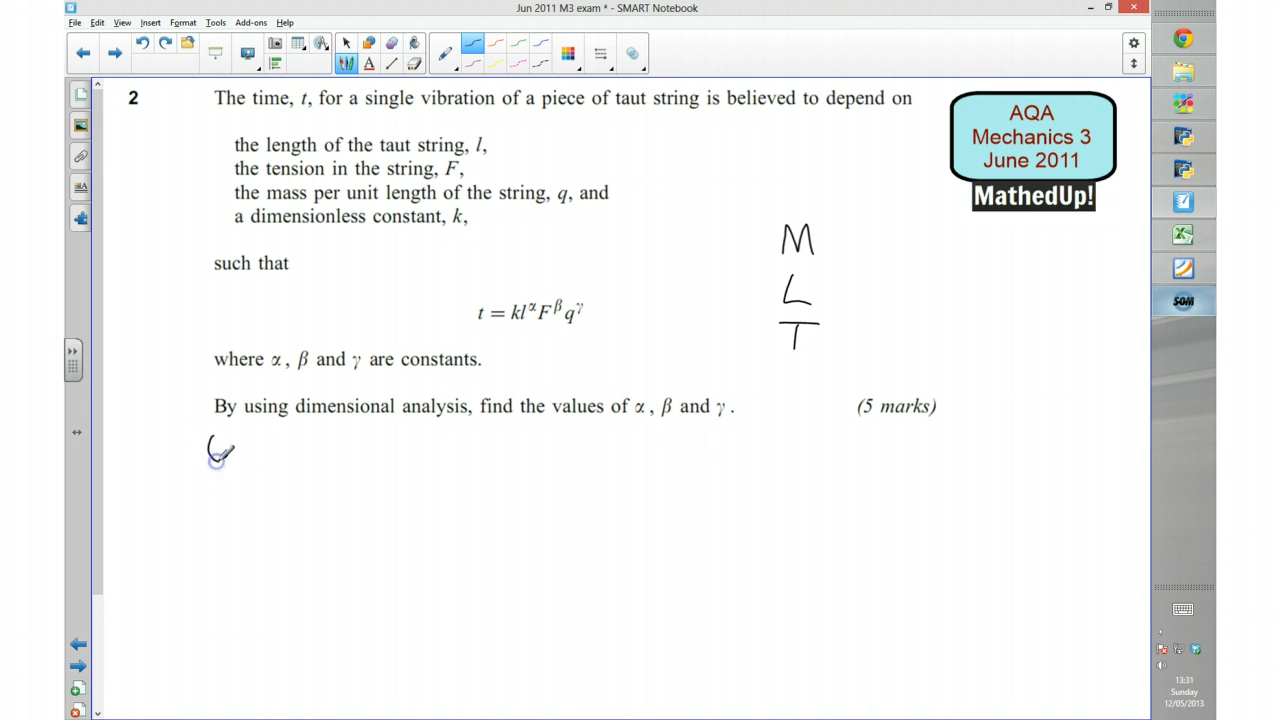 Jun 2011 M3 exam * - SMART Notebook
File Edit View Insert Format Tools Add-ons Help
2 The time, t, for a single vibration of a piece of taut string is believed to depend on
the length of the taut string, l,
the tension in the string, F,
the mass per unit length of the string, q, and
a dimensionless constant, k,
such that
t = kl^α F^β q^γ
where α, β and γ are constants.
By using dimensional analysis, find the values of α, β and γ. (5 marks)
AQA
Mechanics 3
June 2011
MathedUp!
M
L
T
SOM
13:31
Sunday
12/05/2013